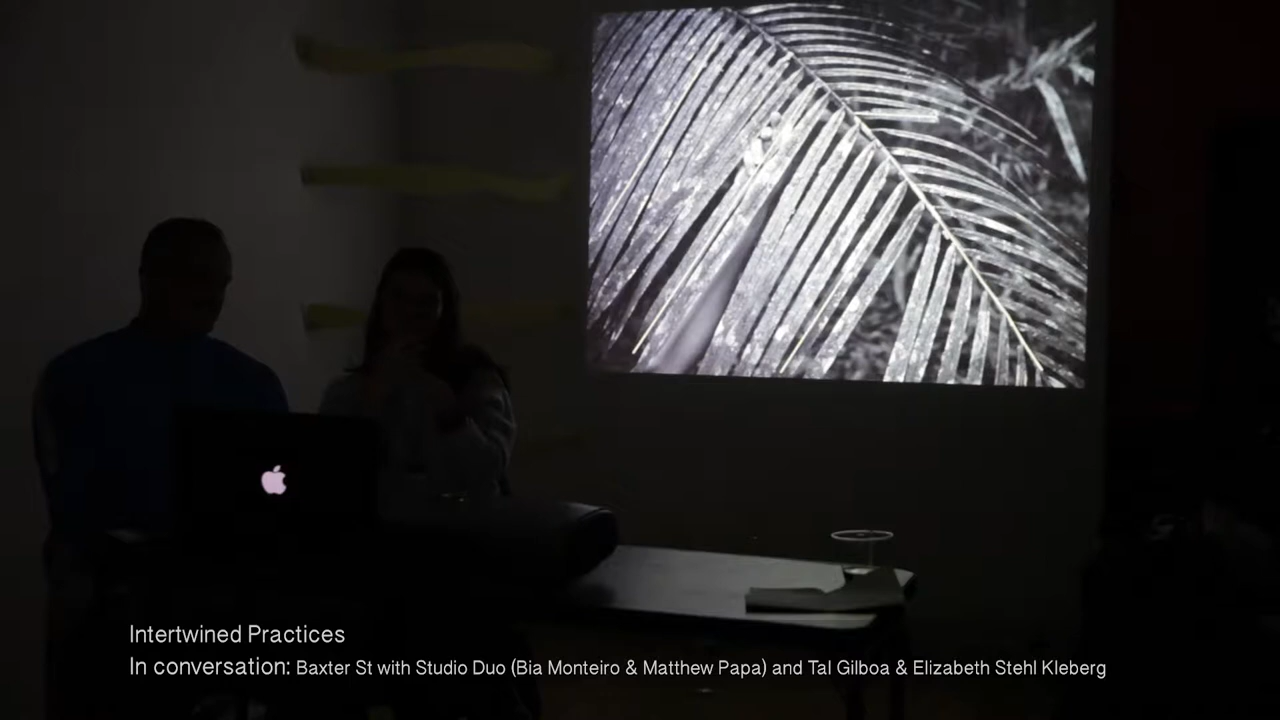 Intertwined Practices
In conversation: Baxter St with Studio Duo (Bia Monteiro & Matthew Papa) and Tal Gilboa & Elizabeth Stehl Kleberg